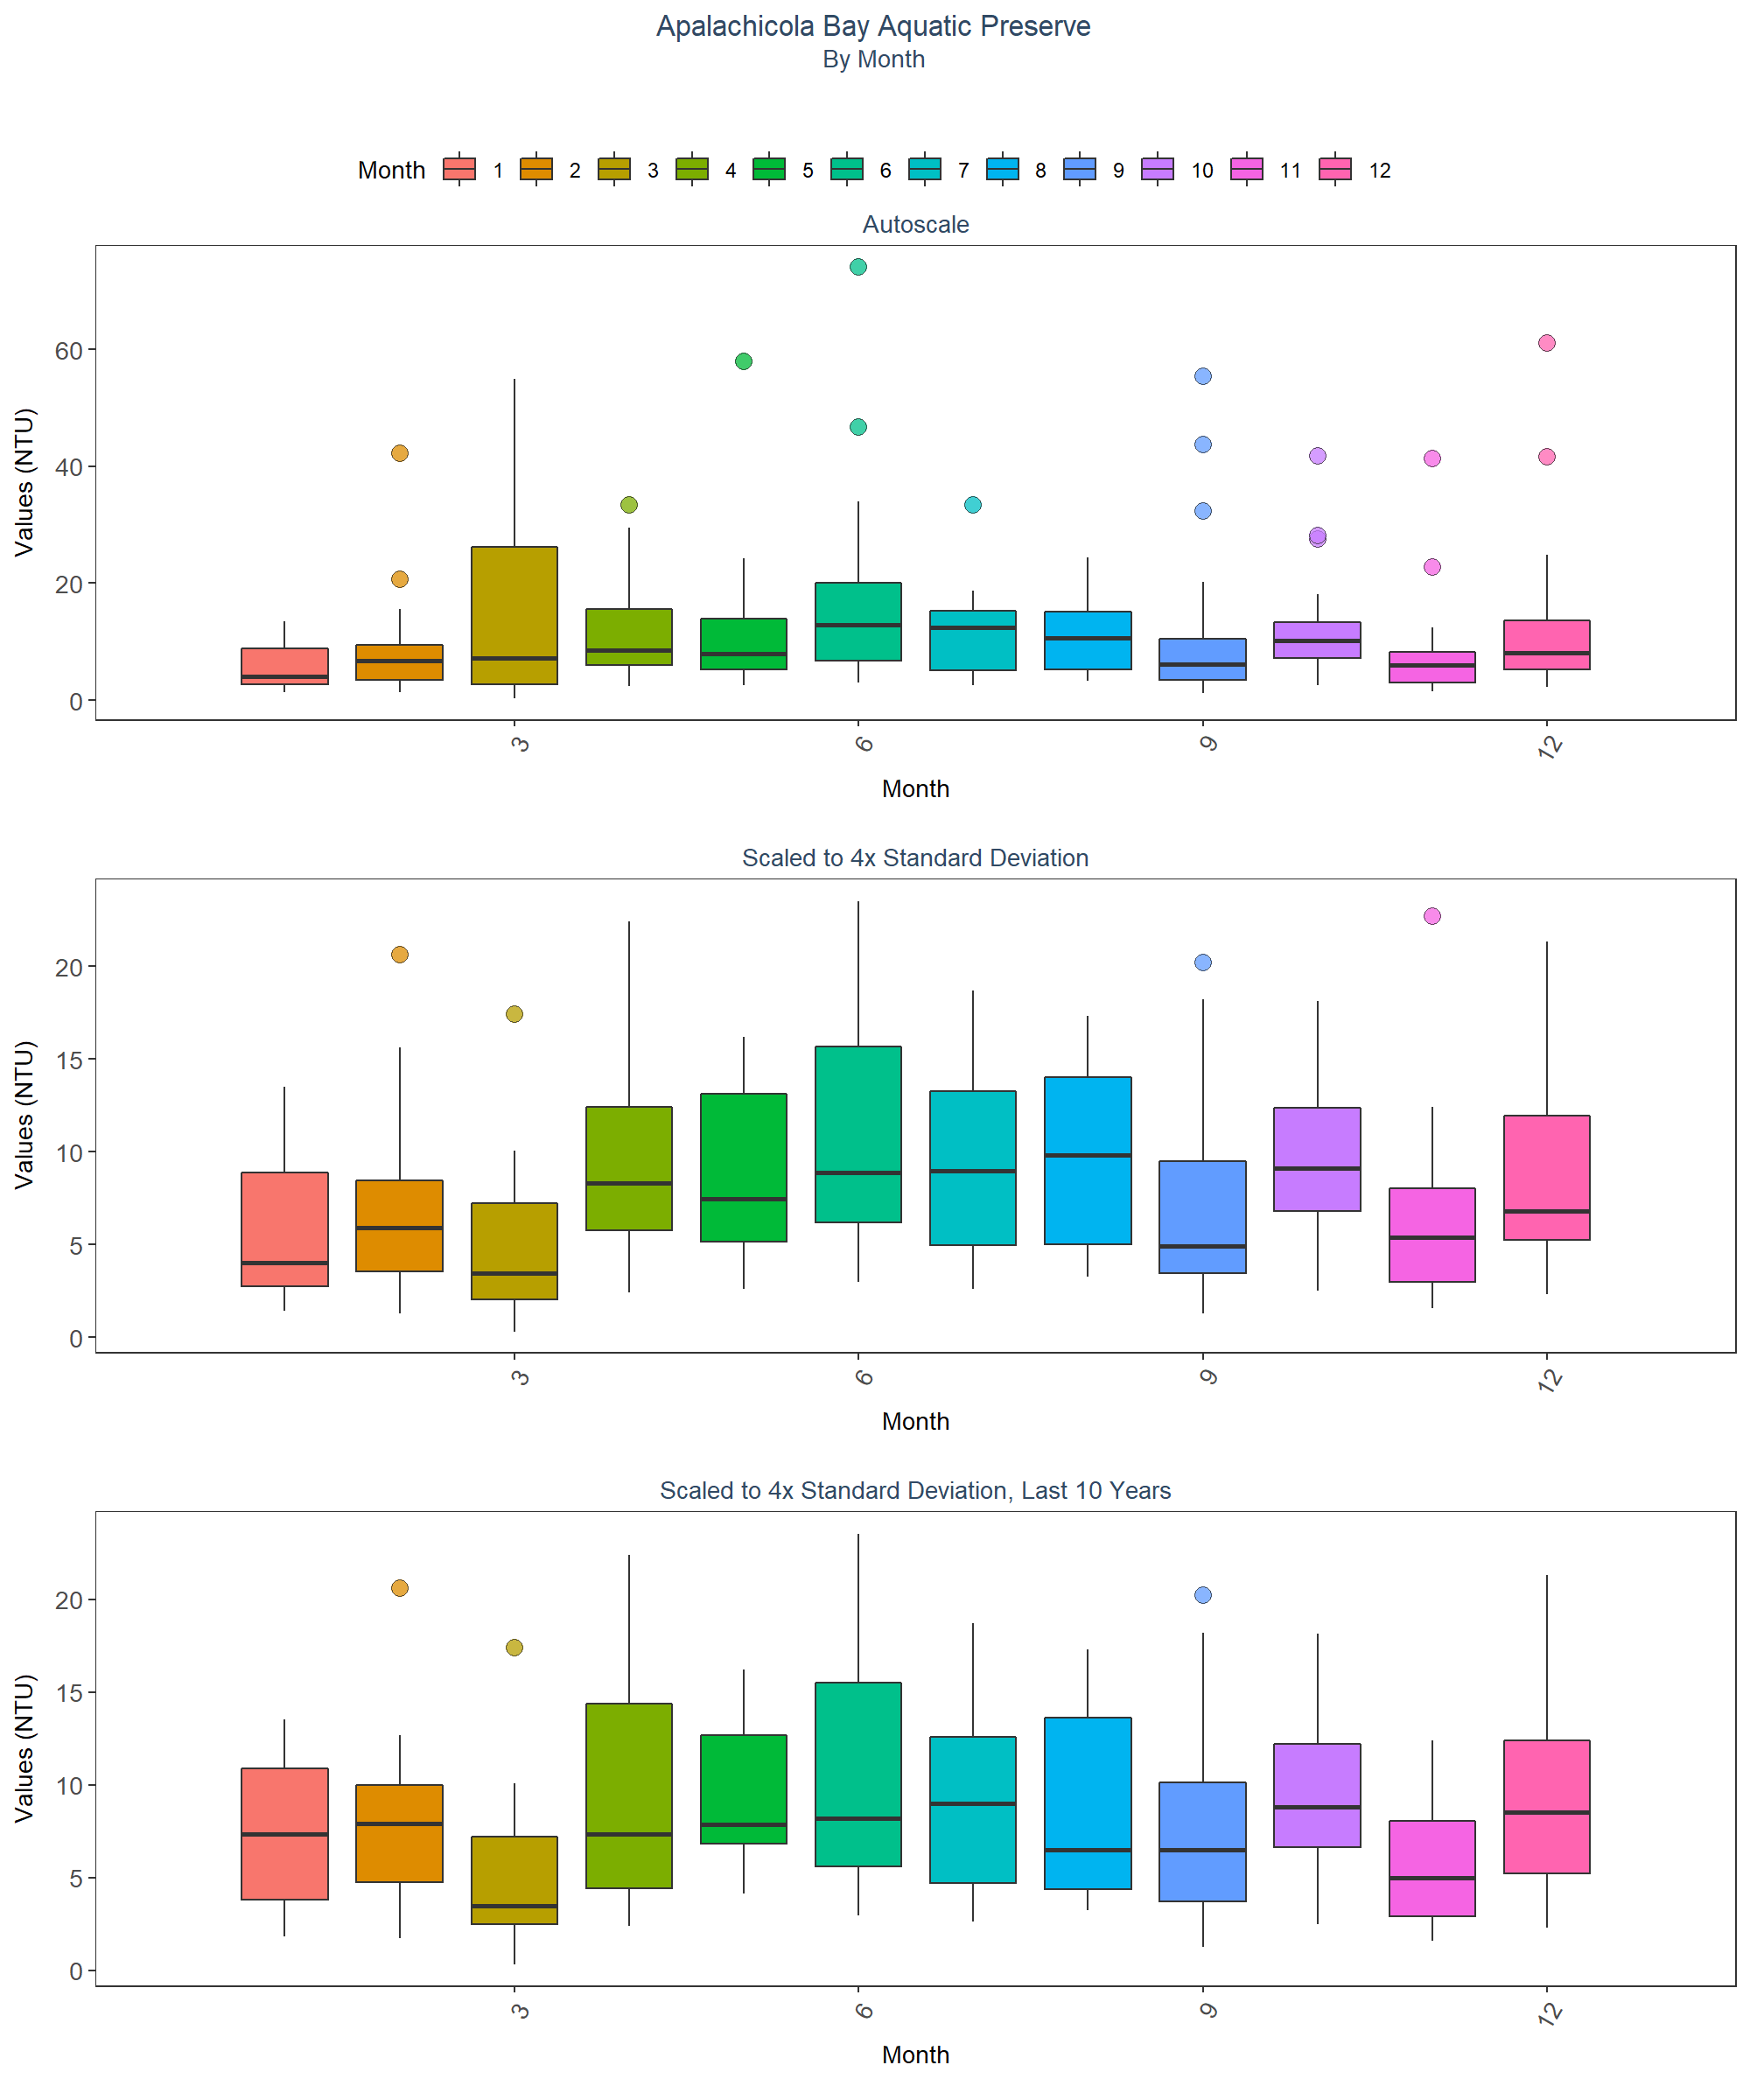 Apalachicola Bay Aquatic Preserve
By Month
Month 1 2 3 4 5 6 7 8 9 10 11 12
Autoscale
Values (NTU)
60
40
20
0
3 6 9 12
Month
Scaled to 4x Standard Deviation
Values (NTU)
20
15
10
5
0
3 6 9 12
Month
Scaled to 4x Standard Deviation, Last 10 Years
Values (NTU)
20
15
10
5
0
3 6 9 12
Month